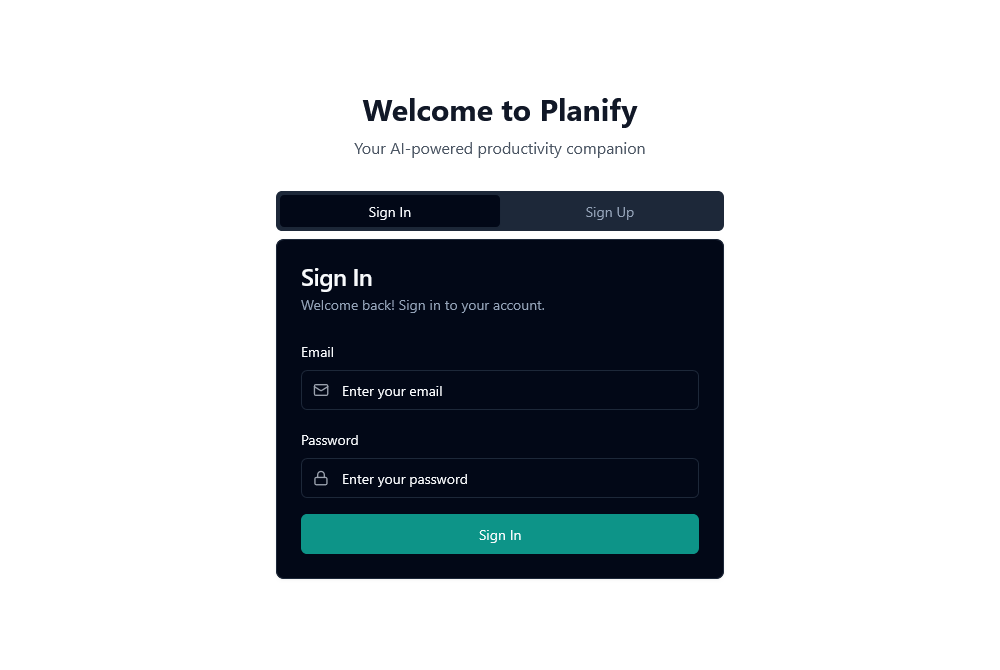 Welcome to Planify
Your AI-powered productivity companion
Sign In
Sign Up
Sign In
Welcome back! Sign in to your account.
Email
Enter your email
Password
Enter your password
Sign In